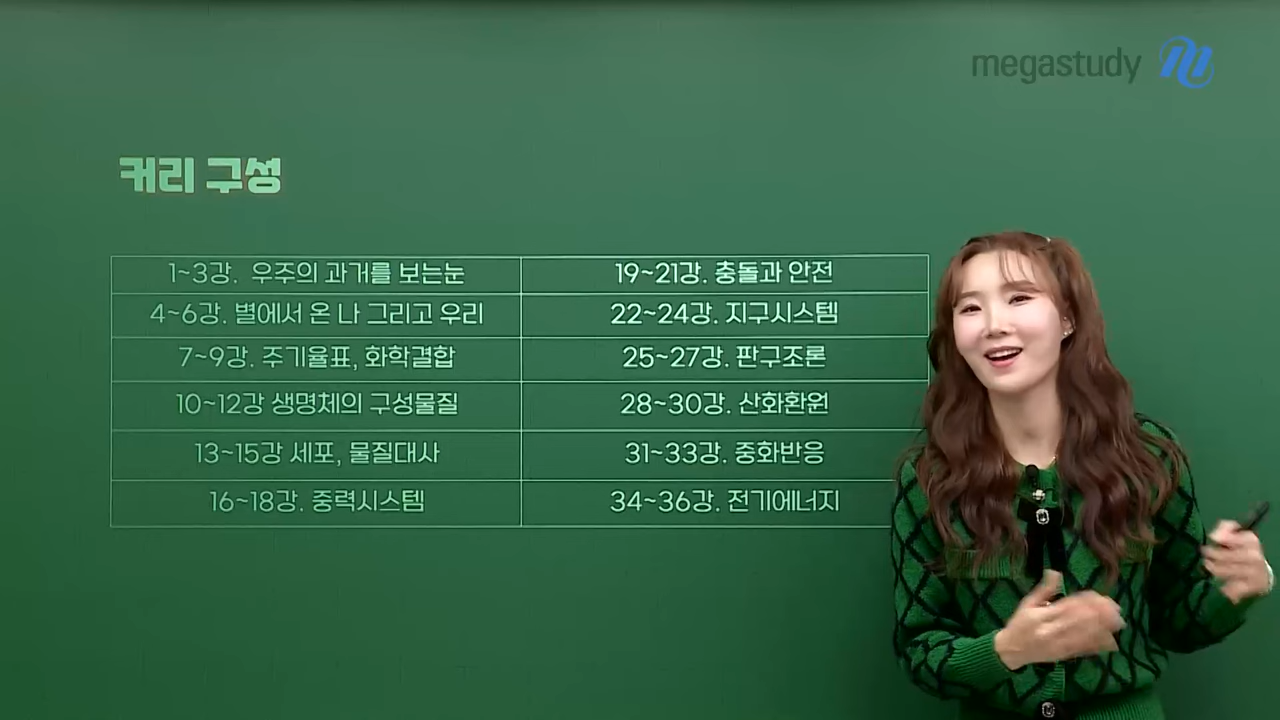 megastudy
커리 구성
1~3강. 우주의 과거를 보는눈
19~21강. 충돌과 안전
4~6강. 별에서 온 나 그리고 우리
22~24강. 지구시스템
7~9강. 주기율표, 화학결합
25~27강. 판구조론
10~12강 생명체의 구성물질
28~30강. 산화환원
13~15강 세포, 물질대사
31~33강. 중화반응
16~18강. 중력시스템
34~36강. 전기에너지